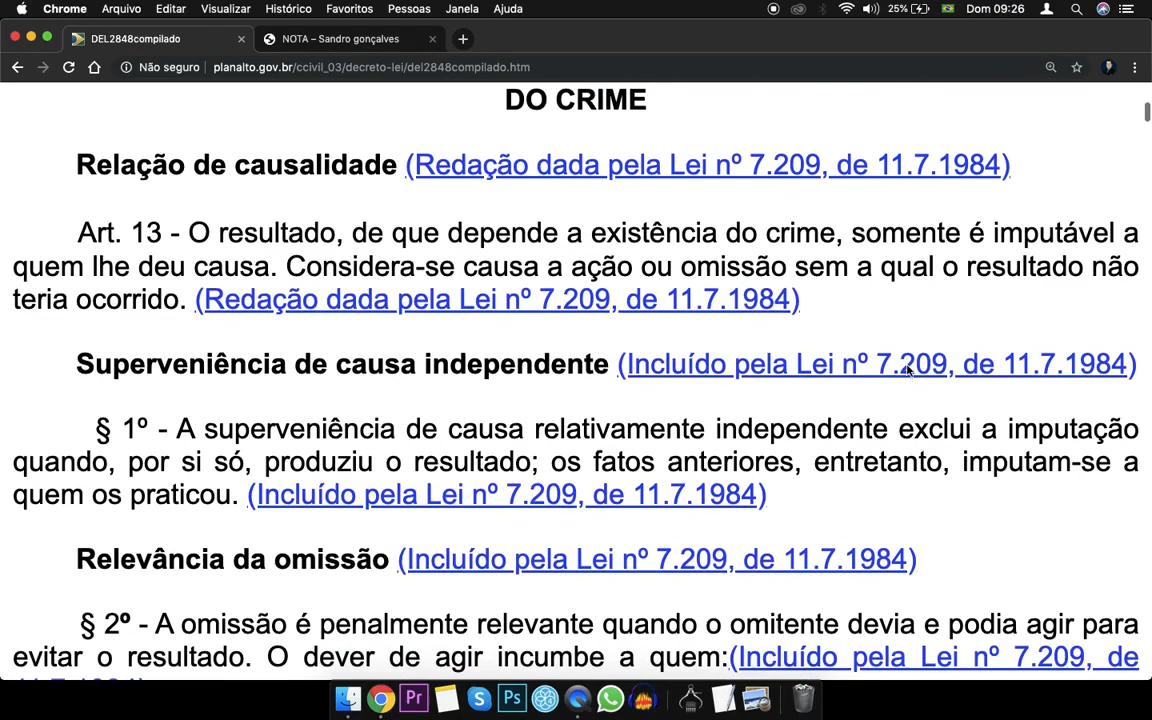 Chrome Arquivo Editar Visualizar Histórico Favoritos Pessoas Janela Ajuda 25% Dom 09:26
DEL2848compilado NOTA – Sandro gonçalves
Não seguro planalto.gov.br/ccivil_03/decreto-lei/del2848compilado.htm
DO CRIME
Relação de causalidade (Redação dada pela Lei nº 7.209, de 11.7.1984)
Art. 13 - O resultado, de que depende a existência do crime, somente é imputável a
quem lhe deu causa. Considera-se causa a ação ou omissão sem a qual o resultado não
teria ocorrido. (Redação dada pela Lei nº 7.209, de 11.7.1984)
Superveniência de causa independente (Incluído pela Lei nº 7.209, de 11.7.1984)
§ 1º - A superveniência de causa relativamente independente exclui a imputação
quando, por si só, produziu o resultado; os fatos anteriores, entretanto, imputam-se a
quem os praticou. (Incluído pela Lei nº 7.209, de 11.7.1984)
Relevância da omissão (Incluído pela Lei nº 7.209, de 11.7.1984)
§ 2º - A omissão é penalmente relevante quando o omitente devia e podia agir para
evitar o resultado. O dever de agir incumbe a quem:(Incluído pela Lei nº 7.209, de
Pr Ps